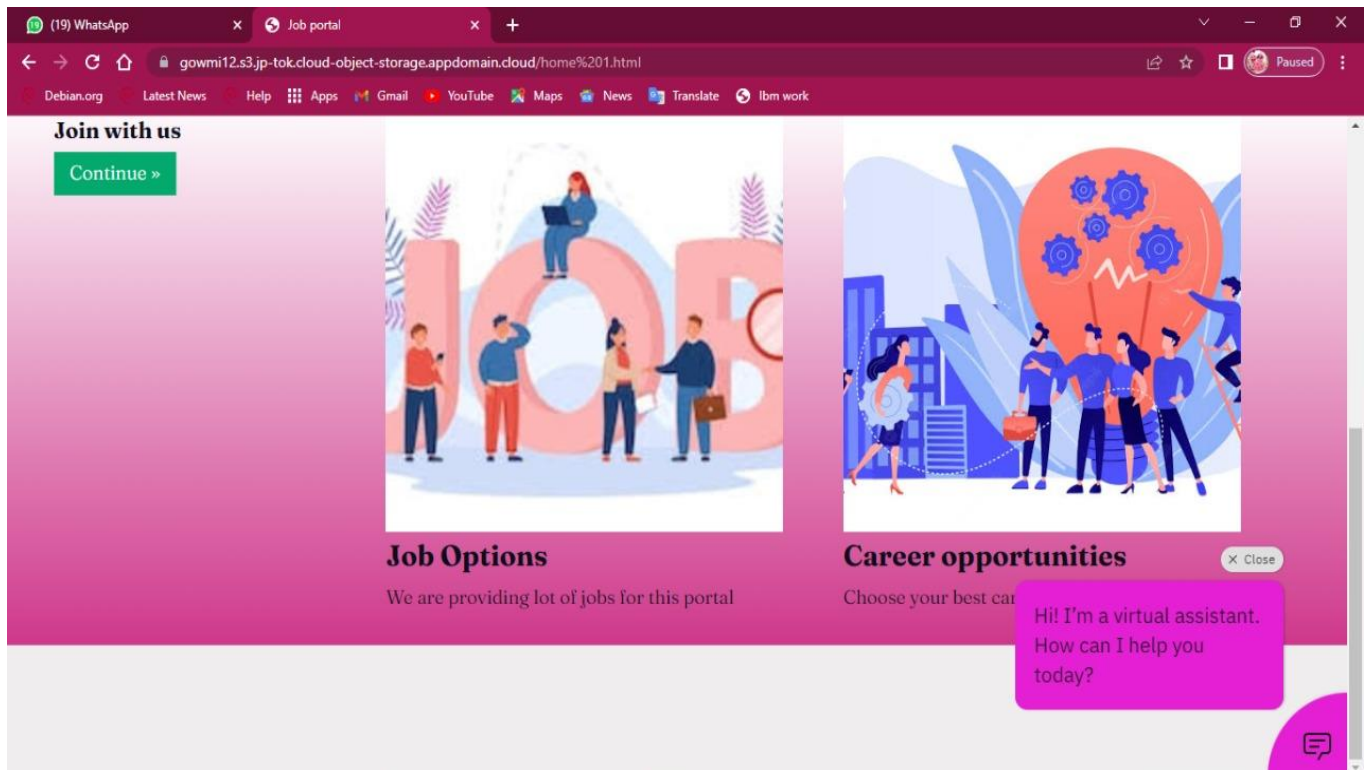 19
(19) WhatsApp
Job portal
gowmi12.s3.jp-tok.cloud-object-storage.appdomain.cloud/home%201.html
Paused
Debian.org Latest News Help Apps Gmail YouTube Maps News Translate Ibm work
Join with us
Continue »
JOB
Job Options
We are providing lot of jobs for this portal
Career opportunities
Choose your best car
× Close
Hi! I'm a virtual assistant.
How can I help you
today?